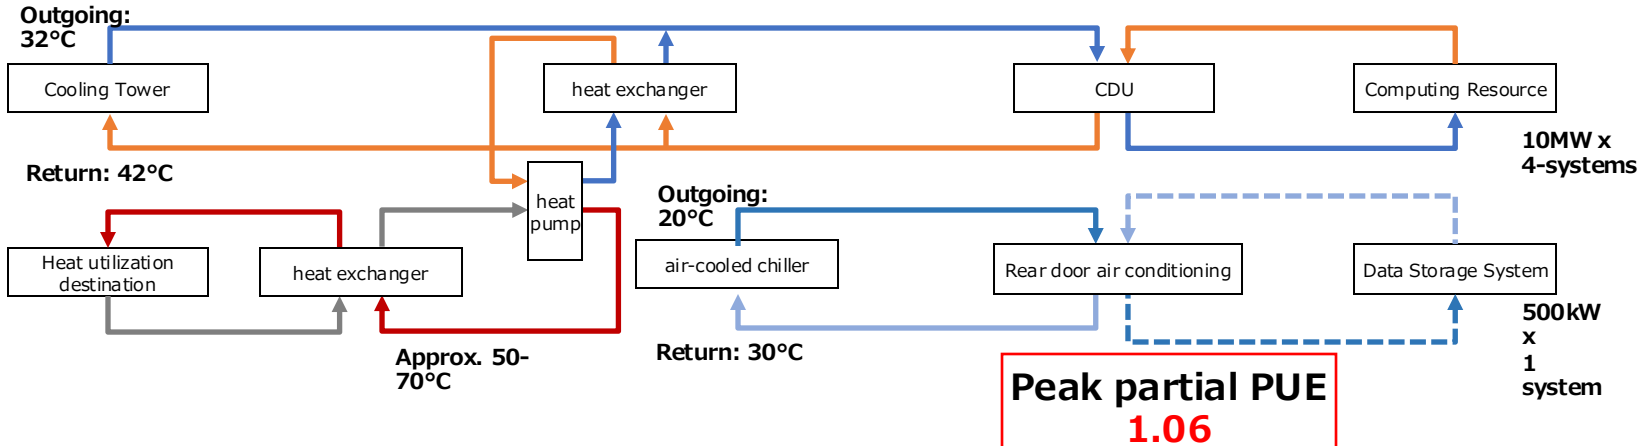 Outgoing:
32°C
Cooling Tower
heat exchanger
CDU
Computing Resource
10MW x
4-systems
Return: 42°C
heat
pump
Outgoing:
20°C
Heat utilization
destination
heat exchanger
air-cooled chiller
Rear door air conditioning
Data Storage System
500kW
x
1
system
Approx. 50-
70°C
Return: 30°C
Peak partial PUE
1.06